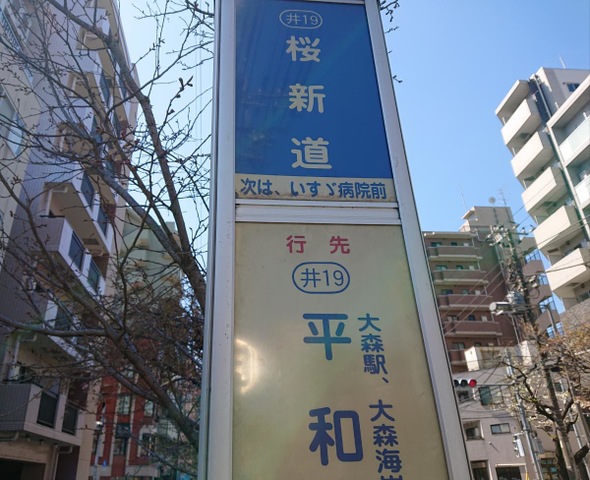 井19
桜新道
次は、いすゞ病院前
行先
井19
平和
大森駅、大森海岸